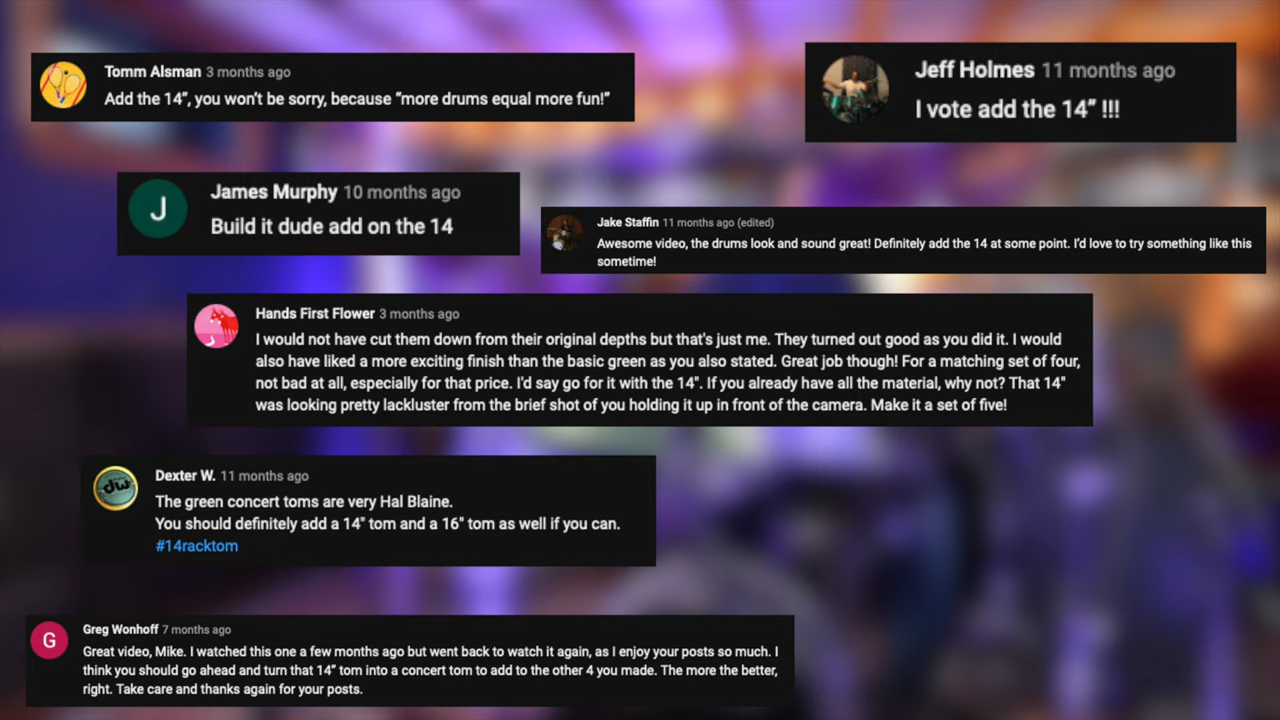 Tomm Alsman 3 months ago
Add the 14”, you won’t be sorry, because “more drums equal more fun!”
Jeff Holmes 11 months ago
I vote add the 14” !!!
J
James Murphy 10 months ago
Build it dude add on the 14
Jake Staffin 11 months ago (edited)
Awesome video, the drums look and sound great! Definitely add the 14 at some point. I’d love to try something like this
sometime!
Hands First Flower 3 months ago
I would not have cut them down from their original depths but that's just me. They turned out good as you did it. I would
also have liked a more exciting finish than the basic green as you also stated. Great job though! For a matching set of four,
not bad at all, especially for that price. I'd say go for it with the 14". If you already have all the material, why not? That 14"
was looking pretty lackluster from the brief shot of you holding it up in front of the camera. Make it a set of five!
dw
Dexter W. 11 months ago
The green concert toms are very Hal Blaine.
You should definitely add a 14" tom and a 16" tom as well if you can.
#14racktom
G
Greg Wonhoff 7 months ago
Great video, Mike. I watched this one a few months ago but went back to watch it again, as I enjoy your posts so much. I
think you should go ahead and turn that 14” tom into a concert tom to add to the other 4 you made. The more the better,
right. Take care and thanks again for your posts.